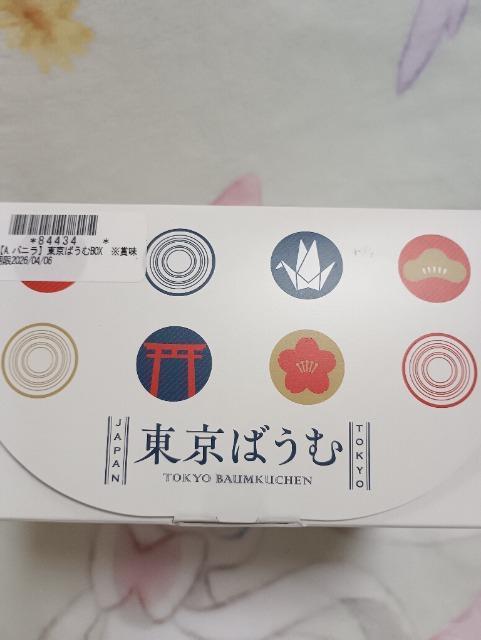 *84434 *
【A バニラ】東京ばうむBOX ※賞味
期限2026/04/06
JAPAN
東京ばうむ
TOKYO
TOKYO BAUMKUCHEN